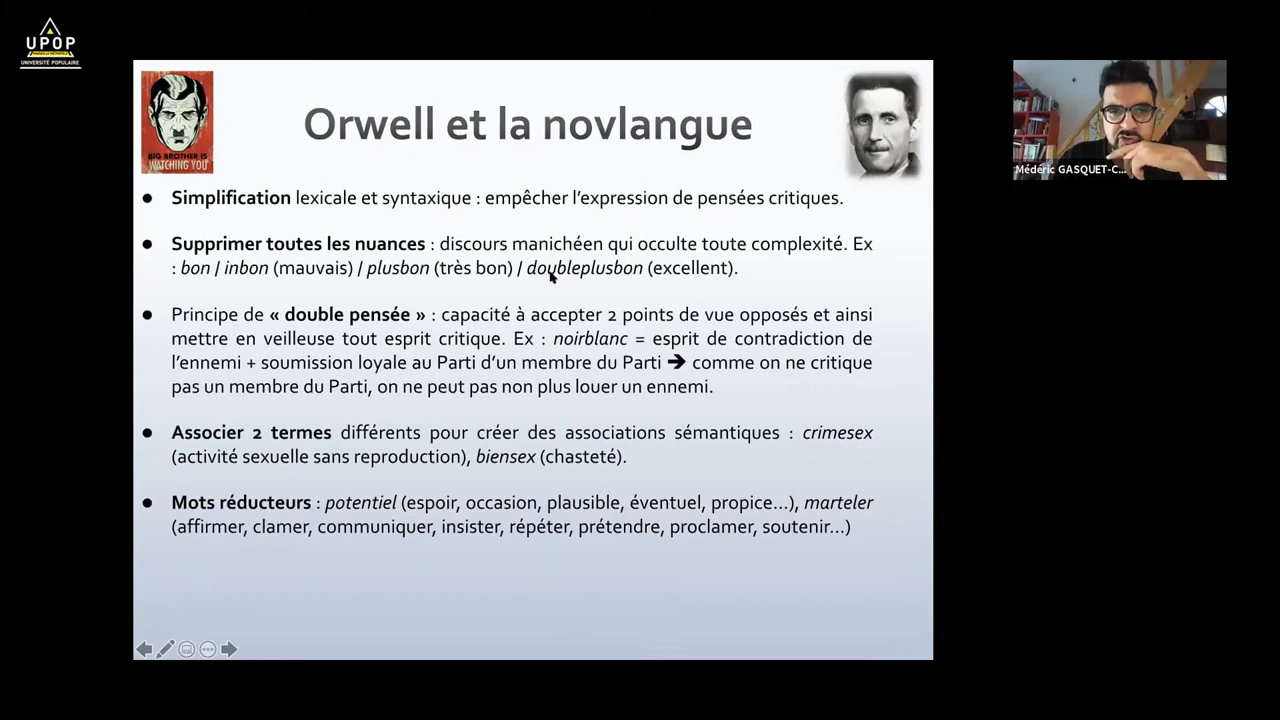 UPOP
UNIVERSITÉ POPULAIRE
BIG BROTHER IS
WATCHING YOU
Orwell et la novlangue
● Simplification lexicale et syntaxique : empêcher l’expression de pensées critiques.
● Supprimer toutes les nuances : discours manichéen qui occulte toute complexité. Ex
: bon / inbon (mauvais) / plusbon (très bon) / doubleplusbon (excellent).
● Principe de « double pensée » : capacité à accepter 2 points de vue opposés et ainsi
mettre en veilleuse tout esprit critique. Ex : noirblanc = esprit de contradiction de
l’ennemi + soumission loyale au Parti d’un membre du Parti ➔ comme on ne critique
pas un membre du Parti, on ne peut pas non plus louer un ennemi.
● Associer 2 termes différents pour créer des associations sémantiques : crimesex
(activité sexuelle sans reproduction), biensex (chasteté).
● Mots réducteurs : potentiel (espoir, occasion, plausible, éventuel, propice…), marteler
(affirmer, clamer, communiquer, insister, répéter, prétendre, proclamer, soutenir…)
Médéric GASQUET-C...